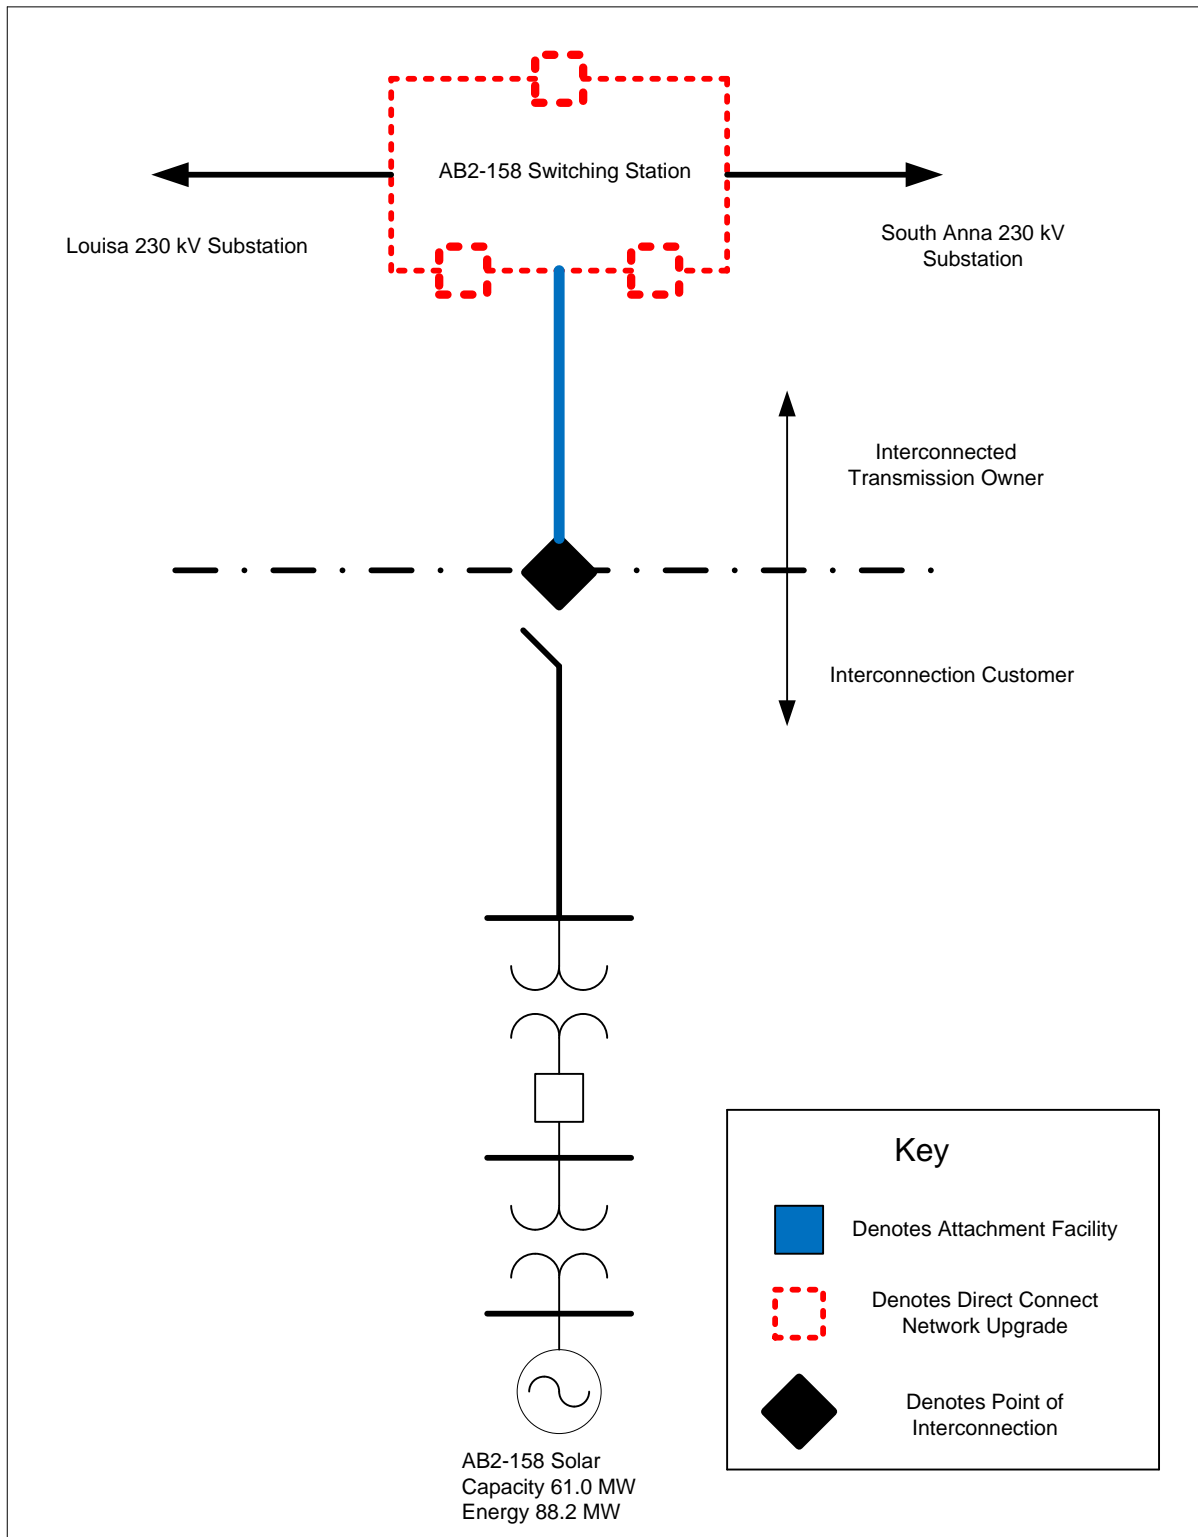 AB2-158 Switching Station
Louisa 230 kV Substation
South Anna 230 kV
Substation
Interconnected
Transmission Owner
Interconnection Customer
Key
Denotes Attachment Facility
Denotes Direct Connect
Network Upgrade
Denotes Point of
Interconnection
AB2-158 Solar
Capacity 61.0 MW
Energy 88.2 MW